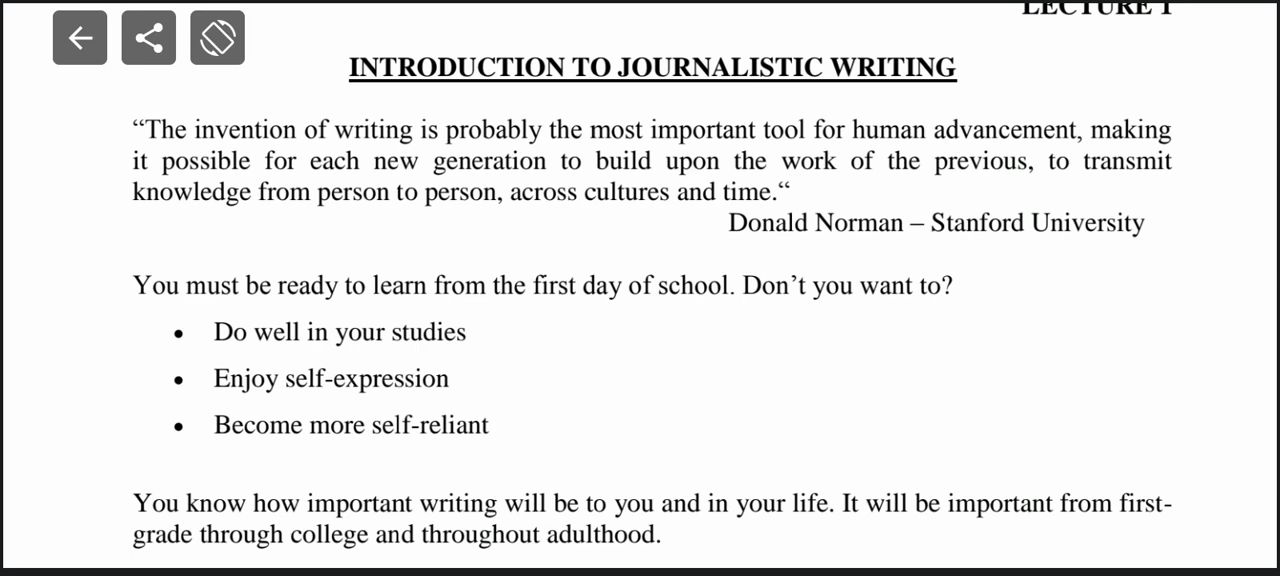 LECTURE 1
INTRODUCTION TO JOURNALISTIC WRITING
“The invention of writing is probably the most important tool for human advancement, making
it possible for each new generation to build upon the work of the previous, to transmit
knowledge from person to person, across cultures and time.“
Donald Norman – Stanford University
You must be ready to learn from the first day of school. Don’t you want to?
• Do well in your studies
• Enjoy self-expression
• Become more self-reliant
You know how important writing will be to you and in your life. It will be important from first-
grade through college and throughout adulthood.